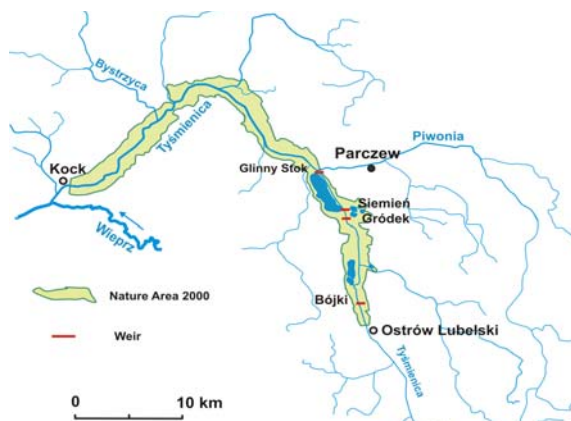 Bystrzyca
Tyśmienica
Kock
Wieprz
Glinny Stok
Parczew
Piwonia
Siemień
Gródek
Bójki
Ostrów Lubelski
Tyśmienica
Nature Area 2000
Weir
0 10 km